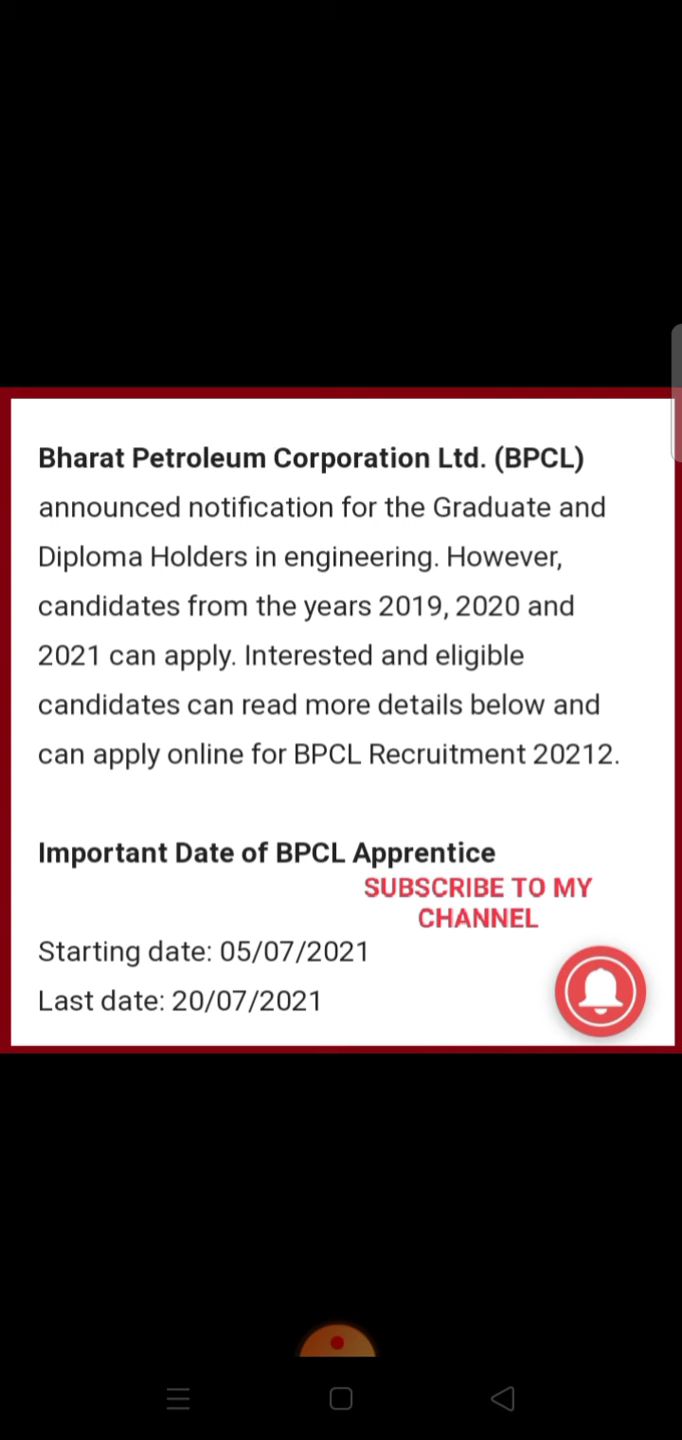 Bharat Petroleum Corporation Ltd. (BPCL)
announced notification for the Graduate and
Diploma Holders in engineering. However,
candidates from the years 2019, 2020 and
2021 can apply. Interested and eligible
candidates can read more details below and
can apply online for BPCL Recruitment 20212.
Important Date of BPCL Apprentice
SUBSCRIBE TO MY
CHANNEL
Starting date: 05/07/2021
Last date: 20/07/2021